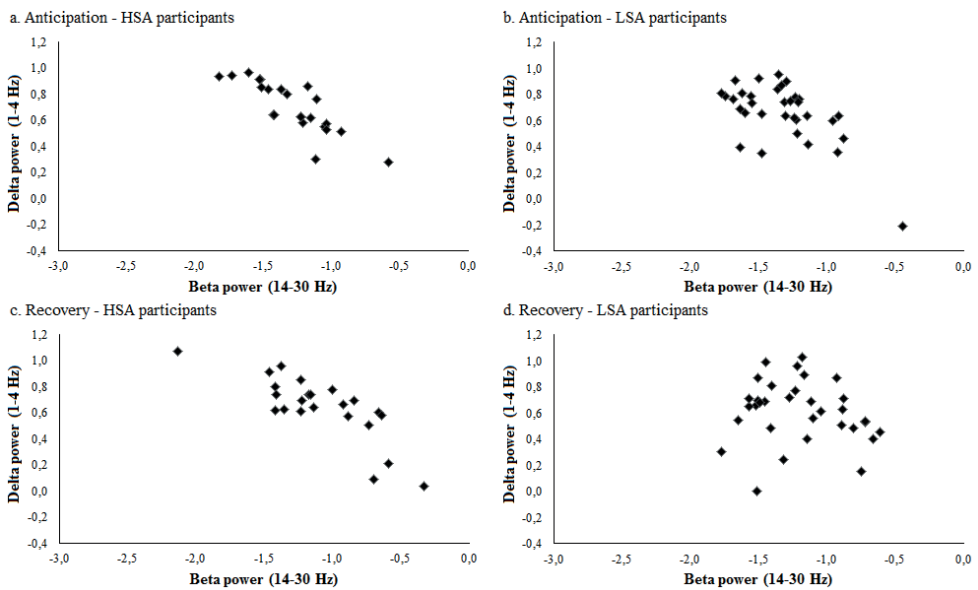 a. Anticipation - HSA participants
1,2
1,0
0,8
0,6
0,4
0,2
0,0
-0,2
-0,4
Delta power (1-4 Hz)
-3,0 -2,5 -2,0 -1,5 -1,0 -0,5 0,0
Beta power (14-30 Hz)
b. Anticipation - LSA participants
1,2
1,0
0,8
0,6
0,4
0,2
0,0
-0,2
-0,4
Delta power (1-4 Hz)
-3,0 -2,5 -2,0 -1,5 -1,0 -0,5 0,0
Beta power (14-30 Hz)
c. Recovery - HSA participants
1,2
1,0
0,8
0,6
0,4
0,2
0,0
-0,2
-0,4
Delta power (1-4 Hz)
-3,0 -2,5 -2,0 -1,5 -1,0 -0,5 0,0
Beta power (14-30 Hz)
d. Recovery - LSA participants
1,2
1,0
0,8
0,6
0,4
0,2
0,0
-0,2
-0,4
Delta power (1-4 Hz)
-3,0 -2,5 -2,0 -1,5 -1,0 -0,5 0,0
Beta power (14-30 Hz)